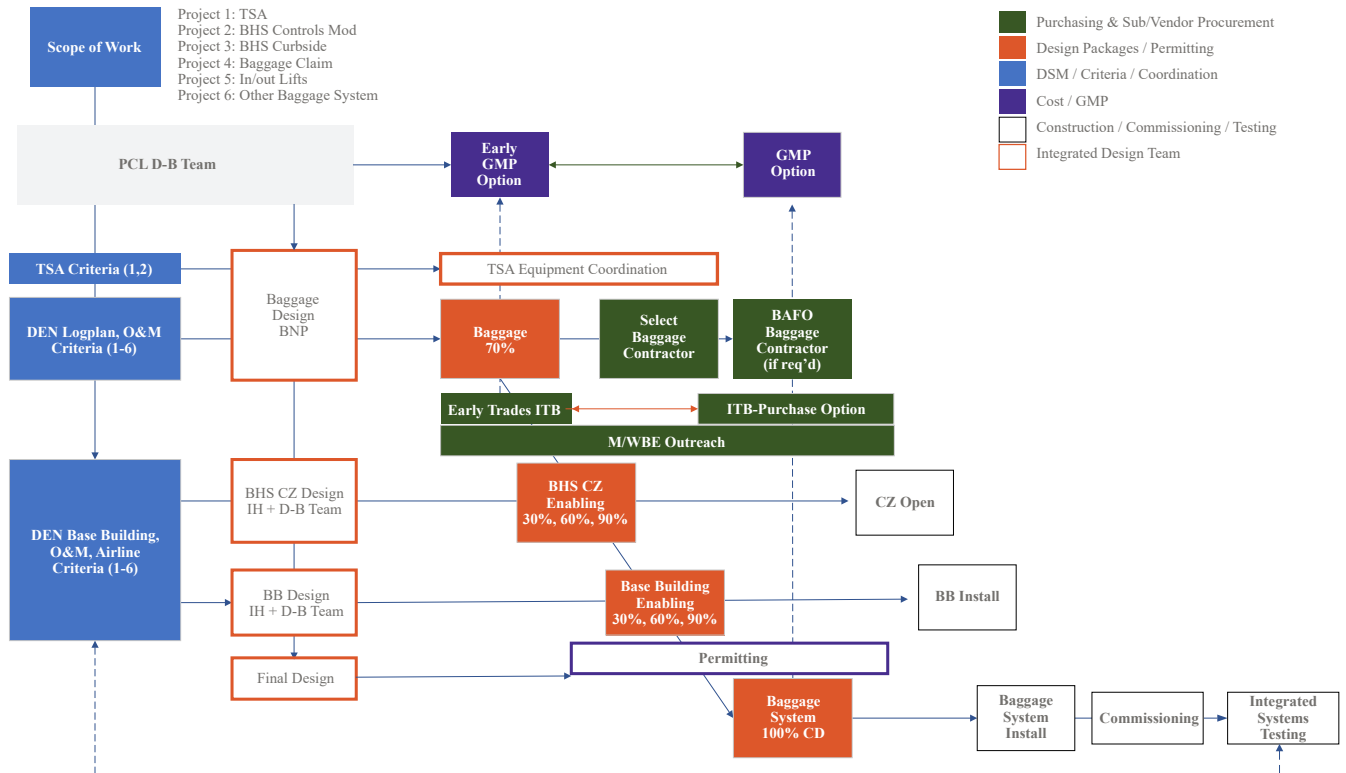 Scope of Work
Project 1: TSA
Project 2: BHS Controls Mod
Project 3: BHS Curbside
Project 4: Baggage Claim
Project 5: In/out Lifts
Project 6: Other Baggage System
Purchasing & Sub/Vendor Procurement
Design Packages / Permitting
DSM / Criteria / Coordination
Cost / GMP
Construction / Commissioning / Testing
Integrated Design Team
PCL D-B Team
Early
GMP
Option
GMP
Option
TSA Criteria (1,2)
Baggage
Design
BNP
TSA Equipment Coordination
DEN Logplan, O&M
Criteria (1-6)
Baggage
70%
Select
Baggage
Contractor
BAFO
Baggage
Contractor
(if req’d)
Early Trades ITB
ITB-Purchase Option
M/WBE Outreach
DEN Base Building,
O&M, Airline
Criteria (1-6)
BHS CZ Design
IH + D-B Team
BHS CZ
Enabling
30%, 60%, 90%
CZ Open
BB Design
IH + D-B Team
Base Building
Enabling
30%, 60%, 90%
BB Install
Permitting
Final Design
Baggage
System
100% CD
Baggage
System
Install
Commissioning
Integrated
Systems
Testing